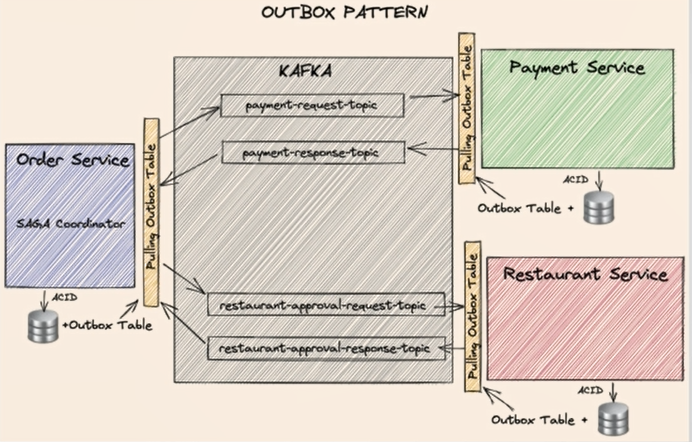 OUTBOX PATTERN
KAFKA
payment-request-topic
payment-response-topic
restaurant-approval-request-topic
restaurant-approval-response-topic
Order Service
SAGA Coordinator
Pulling Outbox Table
ACID
+Outbox Table
Pulling Outbox Table
Payment Service
ACID
Outbox Table +
Pulling Outbox Table
Restaurant Service
ACID
Outbox Table +